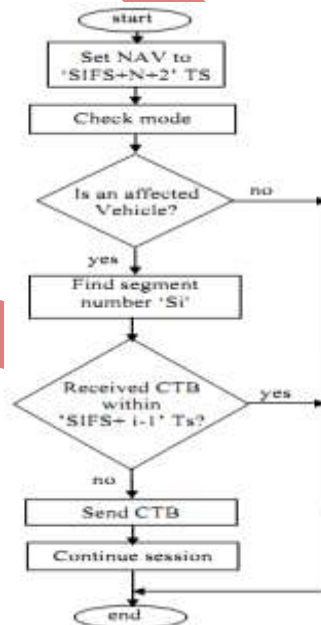 start
Set NAV to
'SIFS+N+2' TS
Check mode
Is an affected
Vehicle?
no
yes
Find segment
number 'Si'
Received CTB
within
'SIFS+ i-1' Ts?
yes
no
Send CTB
Continue session
end